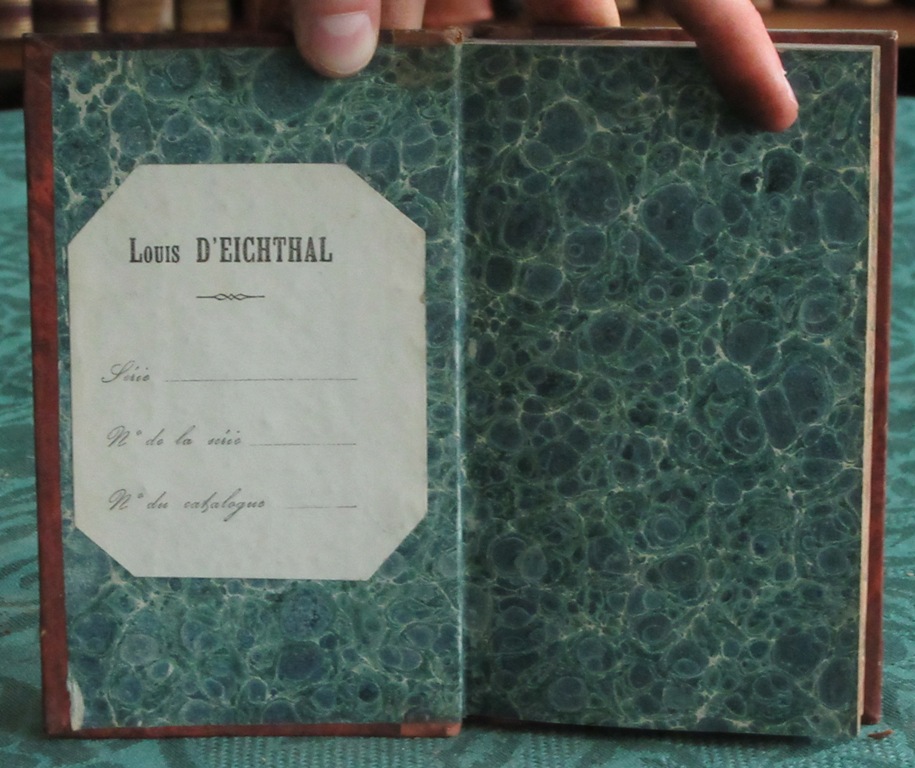 Louis D'EICHTHAL
Série
N° de la série
N° du catalogue